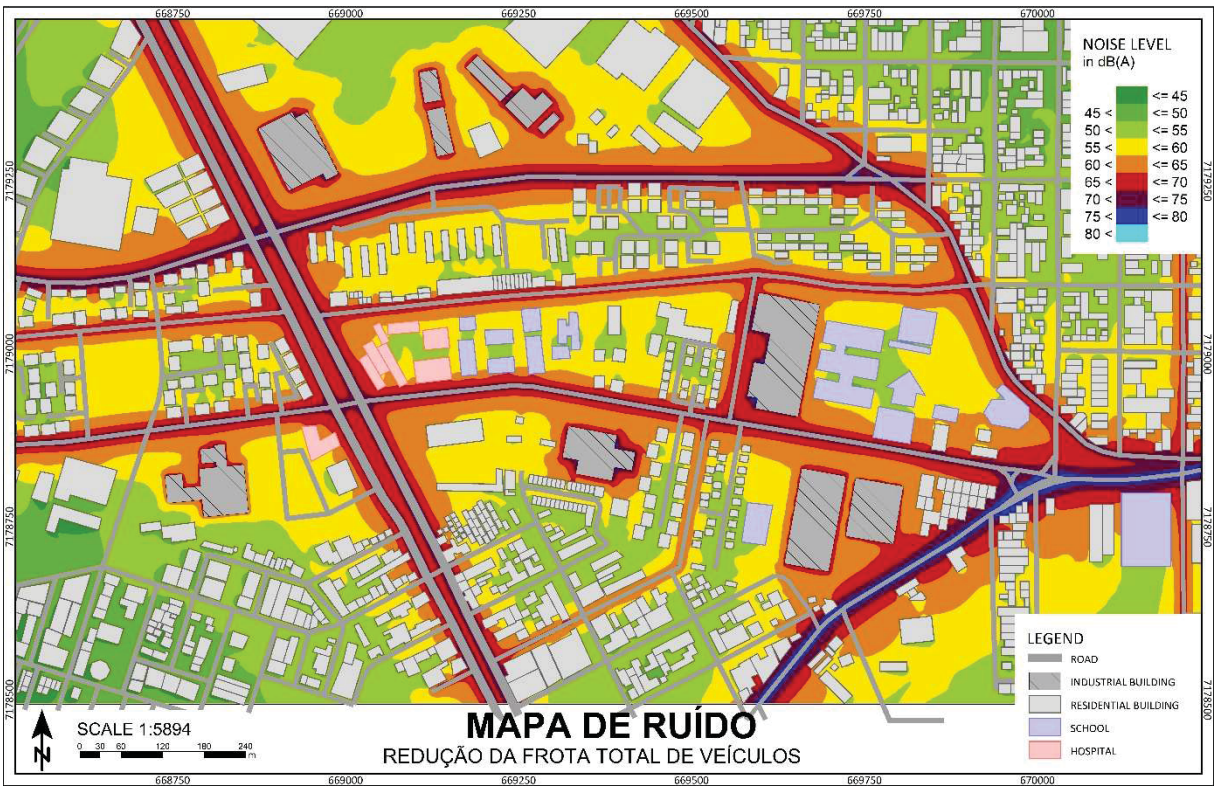 668750 669000 669250 669500 669750 670000
NOISE LEVEL
in dB(A)
<= 45
45 < <= 50
50 < <= 55
55 < <= 60
60 < <= 65
65 < <= 70
70 < <= 75
75 < <= 80
80 <
7179250 7179250
7179000 7179000
7178750 7178750
7178500 7178500
LEGEND
ROAD
INDUSTRIAL BUILDING
RESIDENTIAL BUILDING
SCHOOL
HOSPITAL
N
SCALE 1:5894
0 30 60 120 180 240
m
MAPA DE RUÍDO
REDUÇÃO DA FROTA TOTAL DE VEÍCULOS
668750 669000 669250 669500 669750 670000